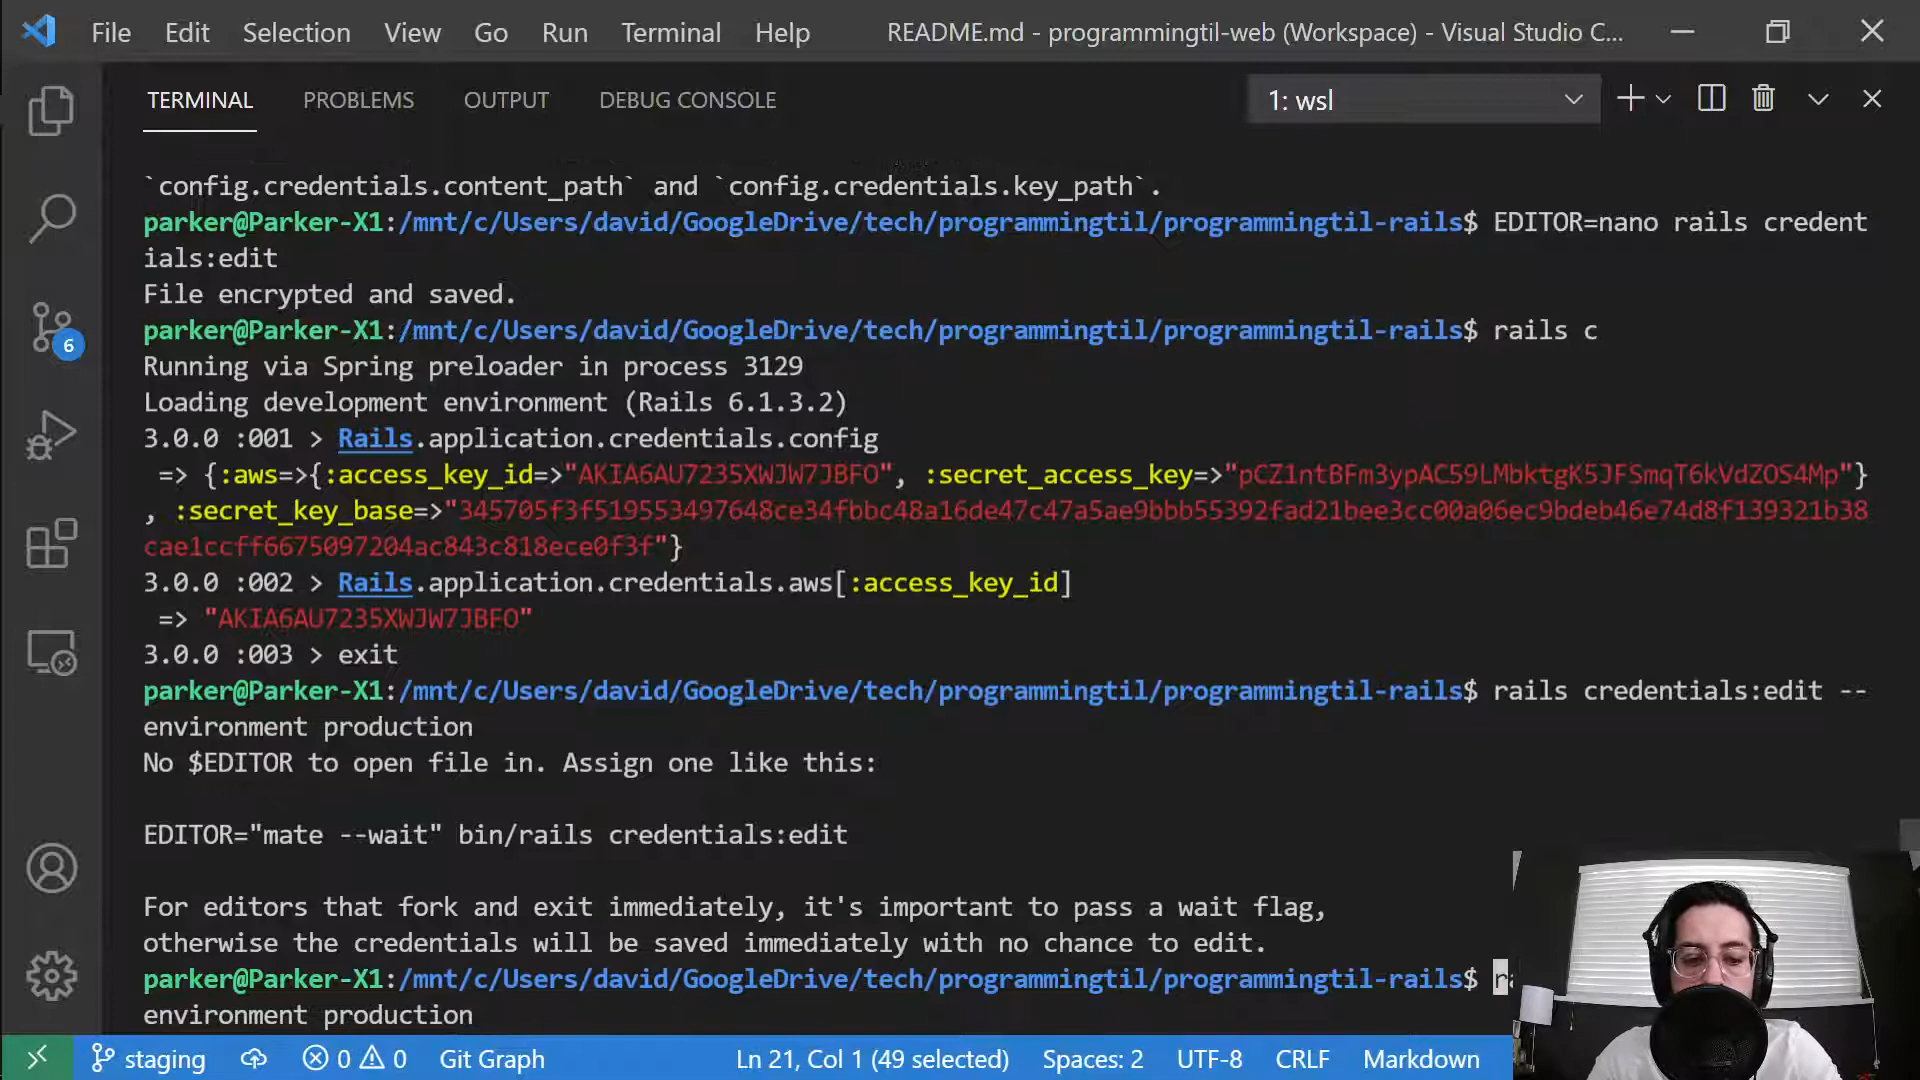 File Edit Selection View Go Run Terminal Help README.md - programmingtil-web (Workspace) - Visual Studio C...
TERMINAL PROBLEMS OUTPUT DEBUG CONSOLE 1: wsl
`config.credentials.content_path` and `config.credentials.key_path`.
parker@Parker-X1:/mnt/c/Users/david/GoogleDrive/tech/programmingtil/programmingtil-rails$ EDITOR=nano rails credent
ials:edit
File encrypted and saved.
parker@Parker-X1:/mnt/c/Users/david/GoogleDrive/tech/programmingtil/programmingtil-rails$ rails c
Running via Spring preloader in process 3129
Loading development environment (Rails 6.1.3.2)
3.0.0 :001 > Rails.application.credentials.config
=> {:aws=>{:access_key_id=>"AKIA6AU7235XWJW7JBFO", :secret_access_key=>"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"}
, :secret_key_base=>"345705f3f519553497648ce34fbbc48a16de47c47a5ae9bbb55392fad21bee3cc00a06ec9bdeb46e74d8f139321b38
cae1ccff6675097204ac843c818ece0f3f"}
3.0.0 :002 > Rails.application.credentials.aws[:access_key_id]
=> "AKIA6AU7235XWJW7JBFO"
3.0.0 :003 > exit
parker@Parker-X1:/mnt/c/Users/david/GoogleDrive/tech/programmingtil/programmingtil-rails$ rails credentials:edit --
environment production
No $EDITOR to open file in. Assign one like this:
EDITOR="mate --wait" bin/rails credentials:edit
For editors that fork and exit immediately, it's important to pass a wait flag,
otherwise the credentials will be saved immediately with no chance to edit.
parker@Parker-X1:/mnt/c/Users/david/GoogleDrive/tech/programmingtil/programmingtil-rails$
environment production
6
staging 0 0 Git Graph Ln 21, Col 1 (49 selected) Spaces: 2 UTF-8 CRLF Markdown